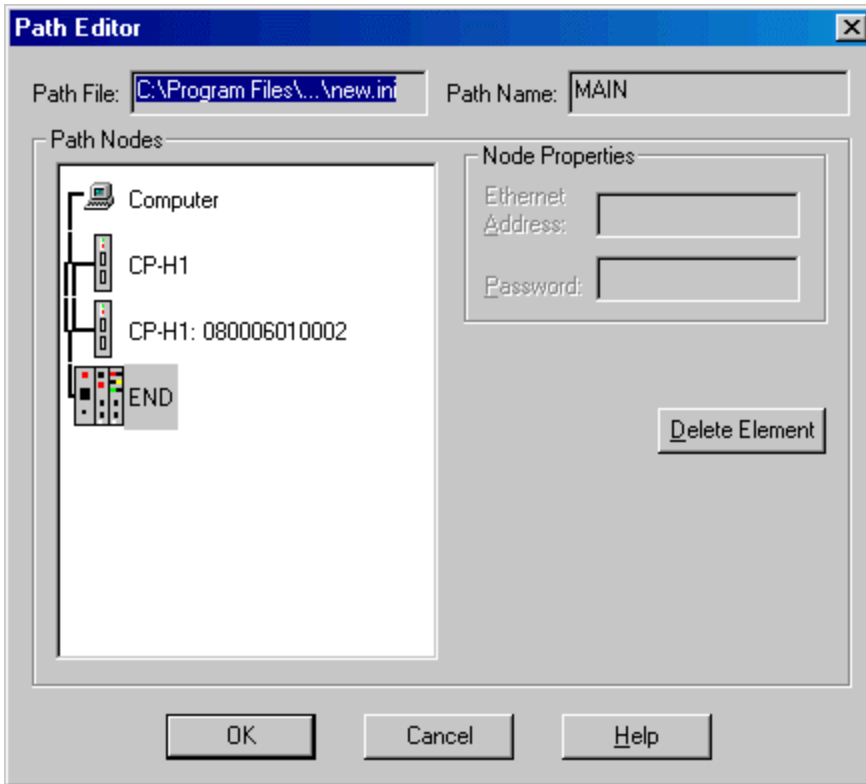 Path Editor
Path File: C:\Program Files\...\new.ini Path Name: MAIN
Path Nodes
Node Properties
Computer
Ethernet
Address:
CP-H1
Password:
CP-H1: 080006010002
END
Delete Element
OK Cancel Help